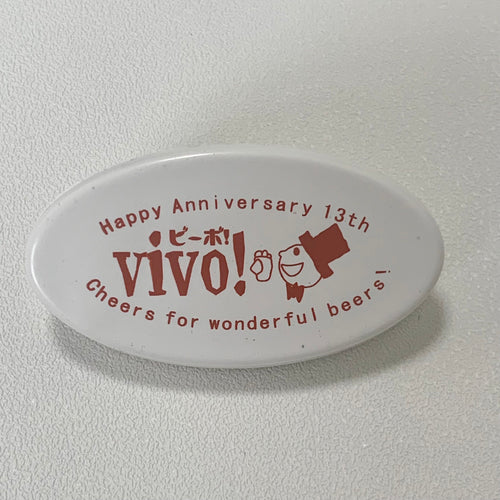 Happy Anniversary 13th
ビーボ!
vivo!
Cheers for wonderful beers!